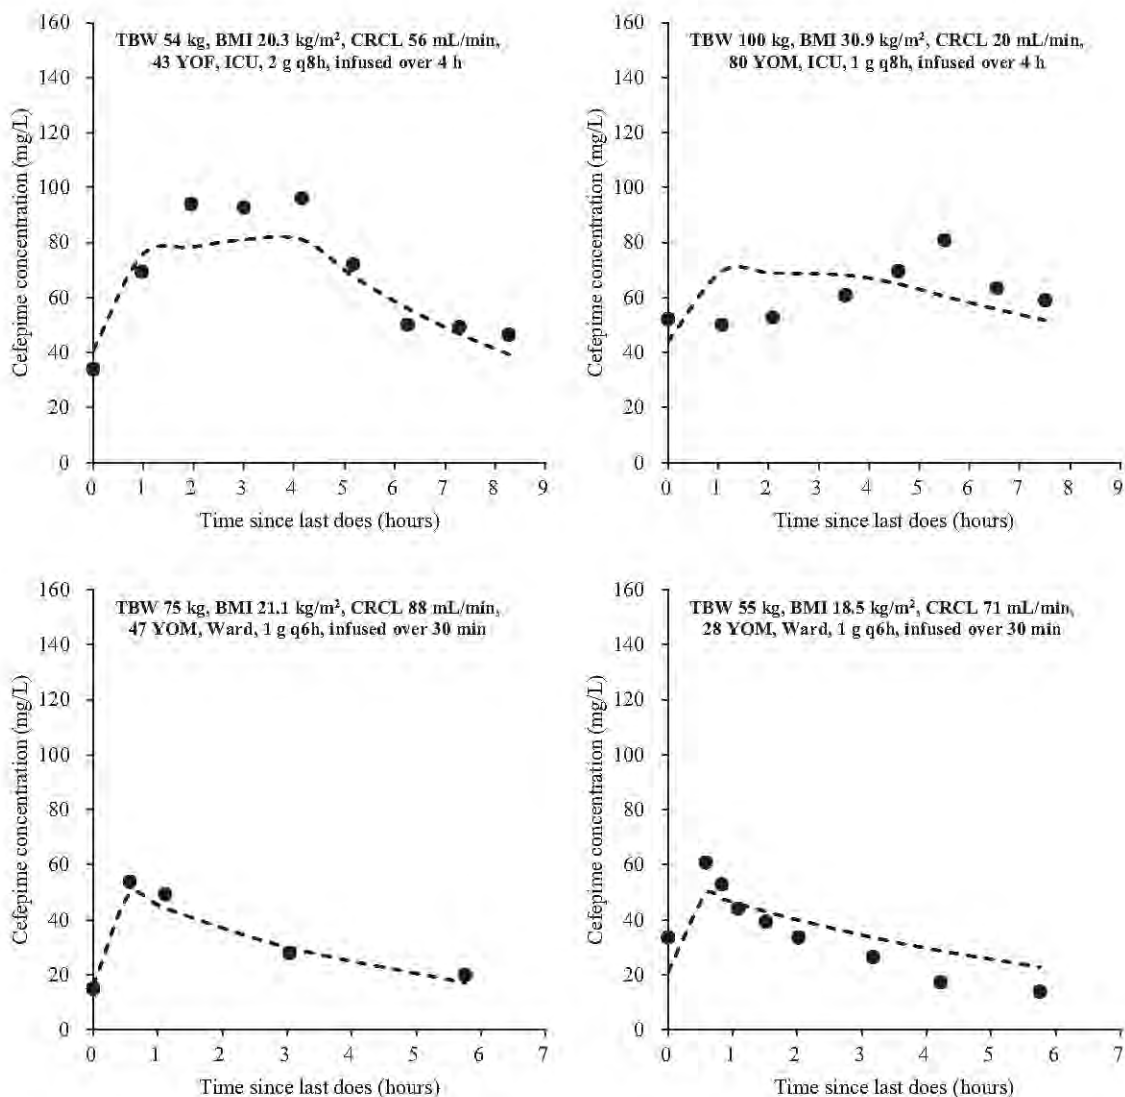 TBW 54 kg, BMI 20.3 kg/m², CRCL 56 mL/min,
43 YOF, ICU, 2 g q8h, infused over 4 h
Cefepime concentration (mg/L)
160
140
120
100
80
60
40
20
0
0 1 2 3 4 5 6 7 8 9
Time since last does (hours)
TBW 100 kg, BMI 30.9 kg/m², CRCL 20 mL/min,
80 YOM, ICU, 1 g q8h, infused over 4 h
Cefepime concentration (mg/L)
160
140
120
100
80
60
40
20
0
0 1 2 3 4 5 6 7 8 9
Time since last does (hours)
TBW 75 kg, BMI 21.1 kg/m², CRCL 88 mL/min,
47 YOM, Ward, 1 g q6h, infused over 30 min
Cefepime concentration (mg/L)
160
140
120
100
80
60
40
20
0
0 1 2 3 4 5 6 7
Time since last does (hours)
TBW 55 kg, BMI 18.5 kg/m², CRCL 71 mL/min,
28 YOM, Ward, 1 g q6h, infused over 30 min
Cefepime concentration (mg/L)
160
140
120
100
80
60
40
20
0
0 1 2 3 4 5 6 7
Time since last does (hours)